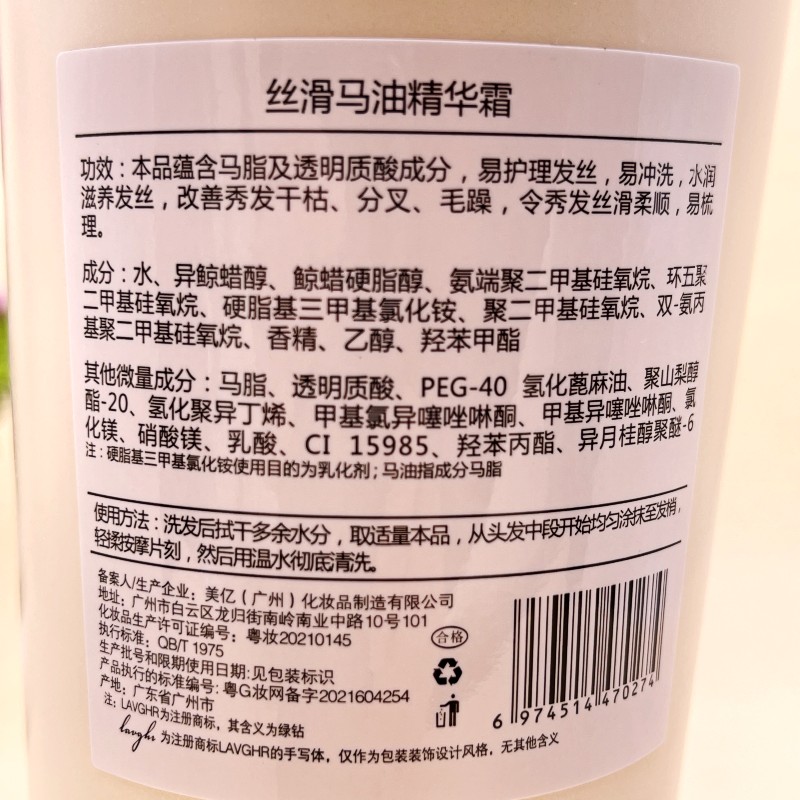 丝滑马油精华霜
功效：本品蕴含马脂及透明质酸成分，易护理发丝，易冲洗，水润
滋养发丝，改善秀发干枯、分叉、毛躁，令秀发丝滑柔顺，易梳
理。
成分：水、异鲸蜡醇、鲸蜡硬脂醇、氨端聚二甲基硅氧烷、环五聚
二甲基硅氧烷、硬脂基三甲基氯化铵、聚二甲基硅氧烷、双-氨丙
基聚二甲基硅氧烷、香精、乙醇、羟苯甲酯
其他微量成分：马脂、透明质酸、PEG-40 氢化蓖麻油、聚山梨醇
酯-20、氢化聚异丁烯、甲基氯异噻唑啉酮、甲基异噻唑啉酮、氯
化镁、硝酸镁、乳酸、CI 15985、羟苯丙酯、异月桂醇聚醚-6
注：硬脂基三甲基氯化铵使用目的为乳化剂；马油指成分马脂
使用方法：洗发后拭干多余水分，取适量本品，从头发中段开始均匀涂抹至发梢，
轻揉按摩片刻，然后用温水彻底清洗。
备案人/生产企业：美亿（广州）化妆品制造有限公司
地址：广州市白云区龙归街南岭南业中路10号101
化妆品生产许可证编号：粤妆20210145
执行标准：QB/T 1975
合格
生产批号和限期使用日期:见包装标识
产品执行的标准编号：粤G妆网备字2021604254
产地：广东省广州市
注：LAVGHR为注册商标，其含义为绿钻
lavghr 为注册商标LAVGHR的手写体，仅作为包装装饰设计风格，无其他含义
6 974514 470274